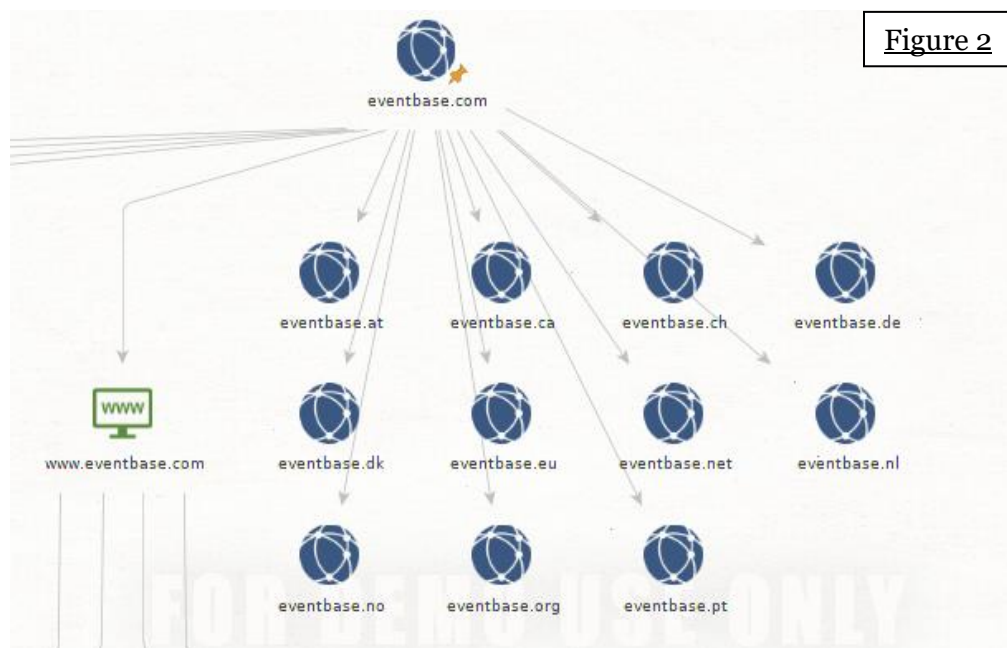 Figure 2
eventbase.com
eventbase.at
eventbase.ca
eventbase.ch
eventbase.de
www
www.eventbase.com
eventbase.dk
eventbase.eu
eventbase.net
eventbase.nl
eventbase.no
eventbase.org
eventbase.pt
FOR DEMO USE ONLY